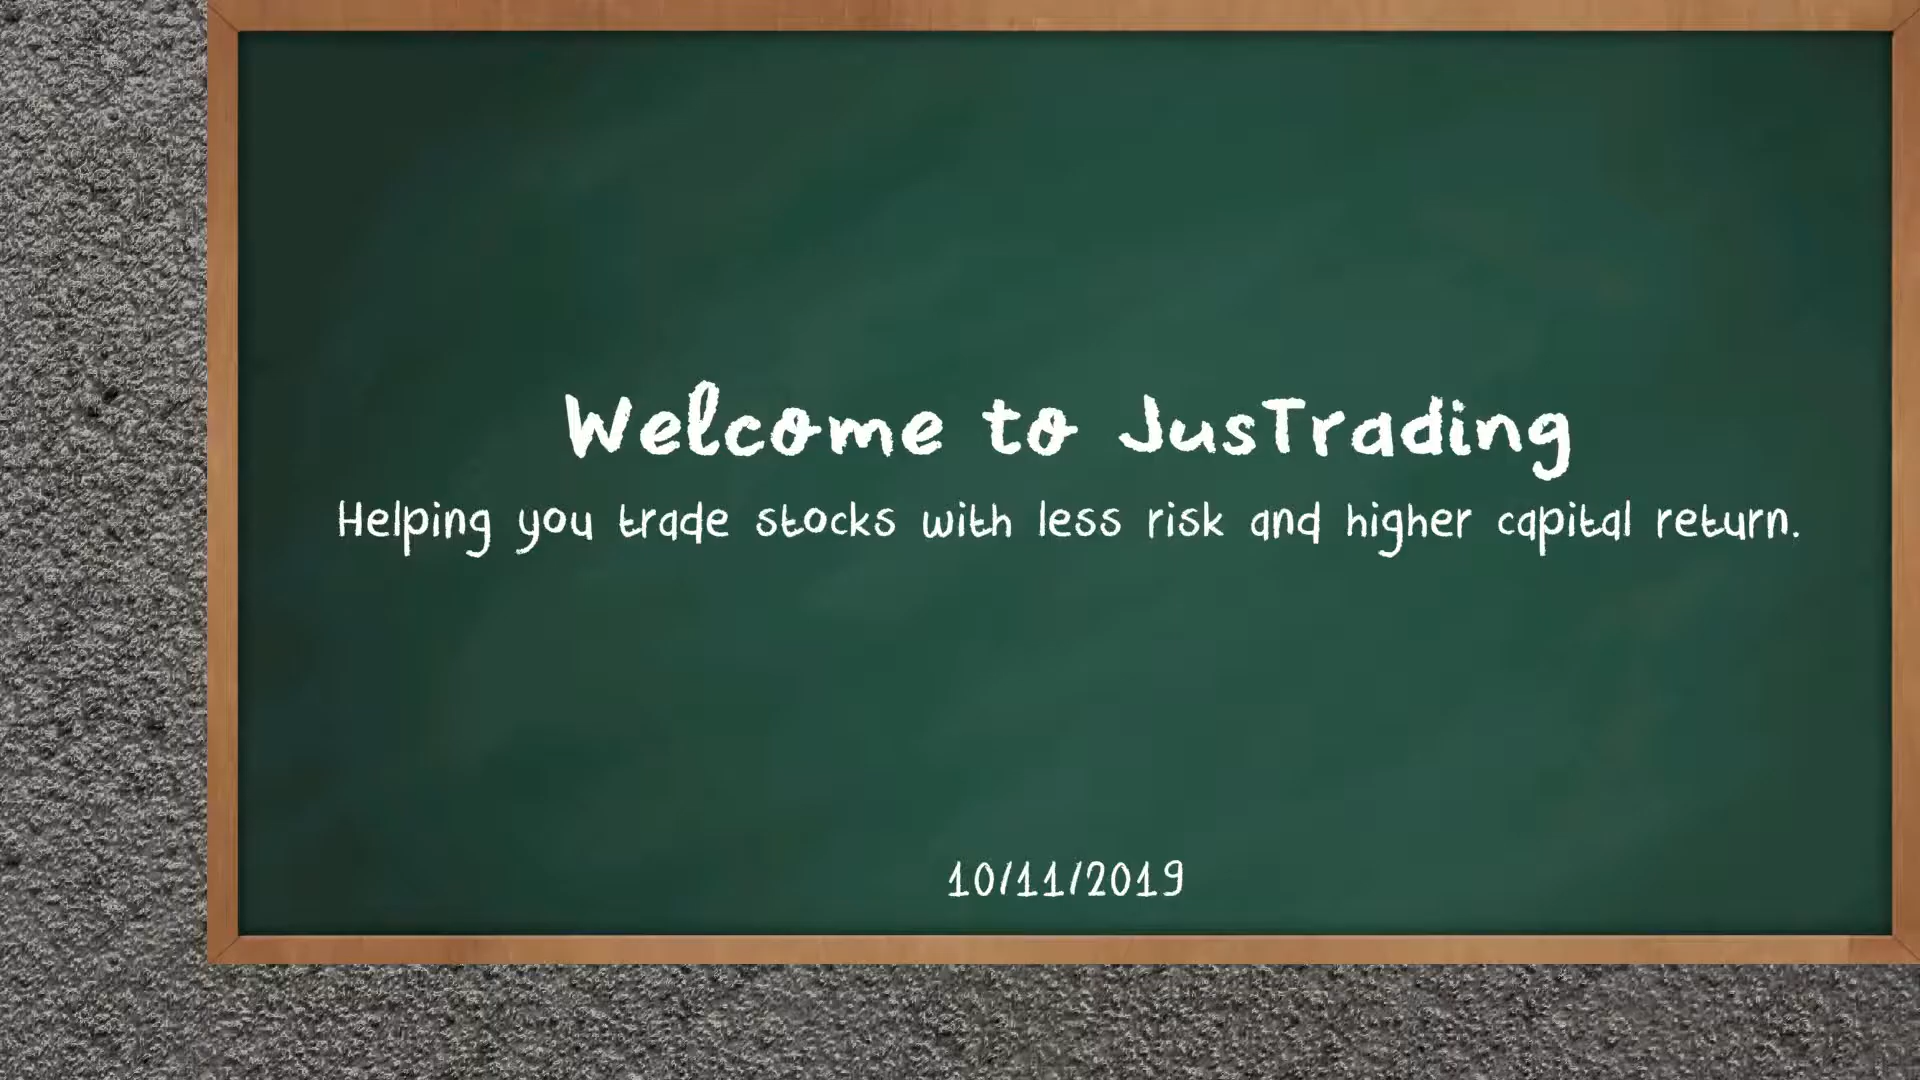 Welcome to JusTrading
Helping you trade stocks with less risk and higher capital return.
10/11/2019